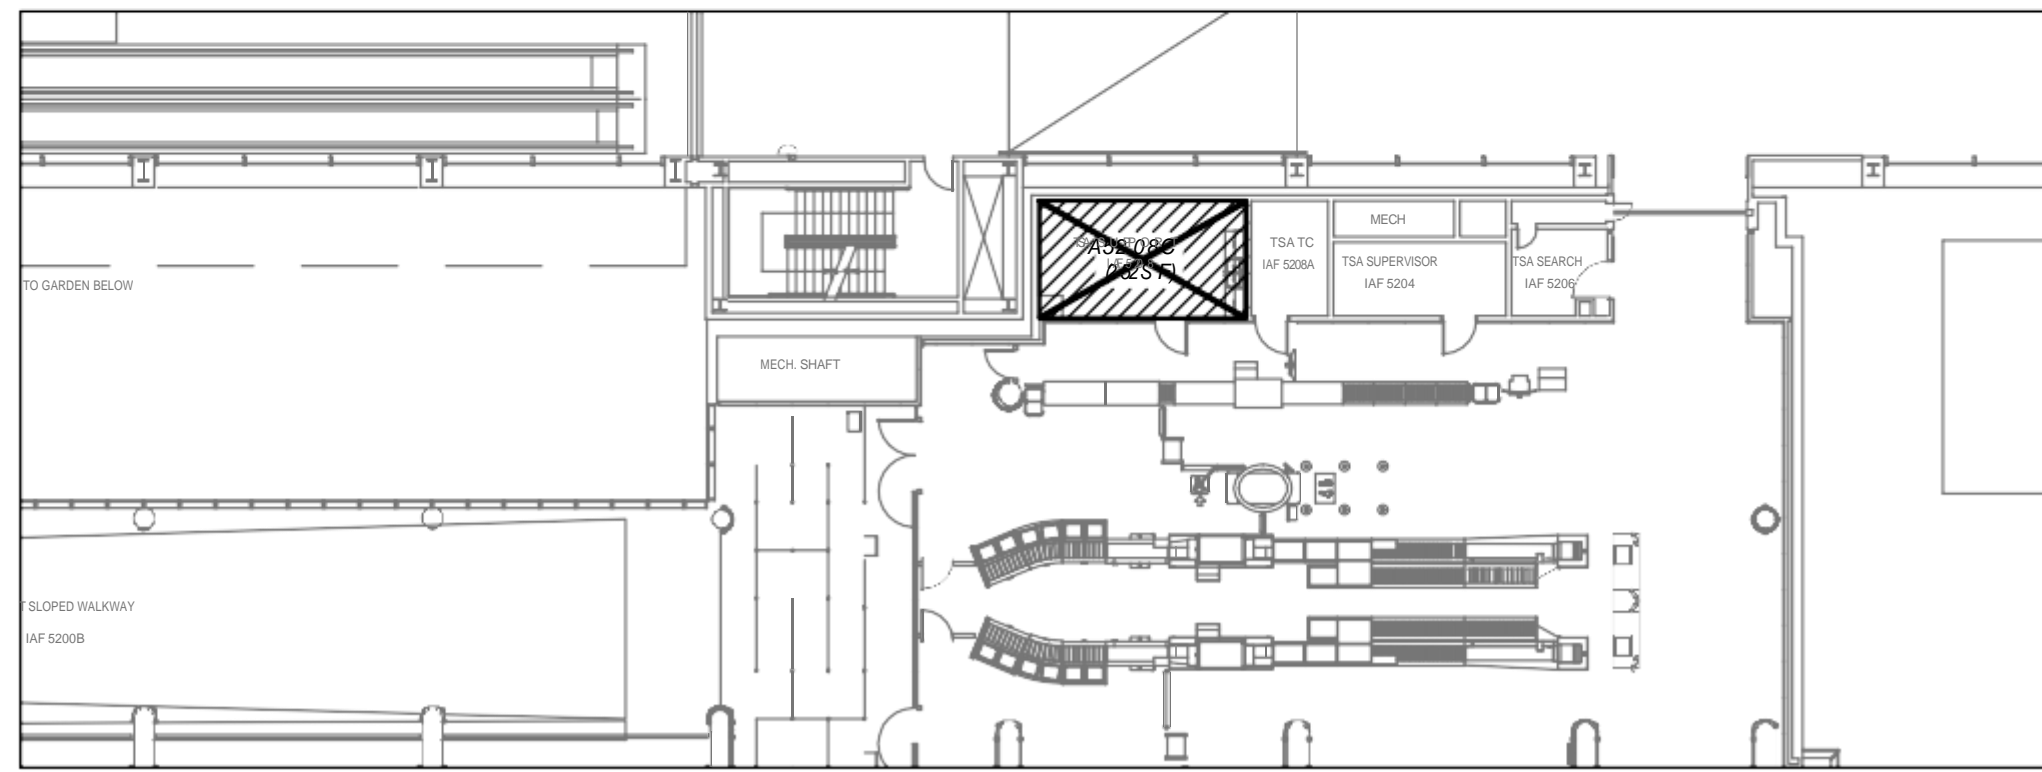 MECH
TSA TC
IAF 5208A
TSA SUPERVISOR
IAF 5204
TSA SEARCH
IAF 5206
TO GARDEN BELOW
MECH. SHAFT
SLOPED WALKWAY
IAF 5200B